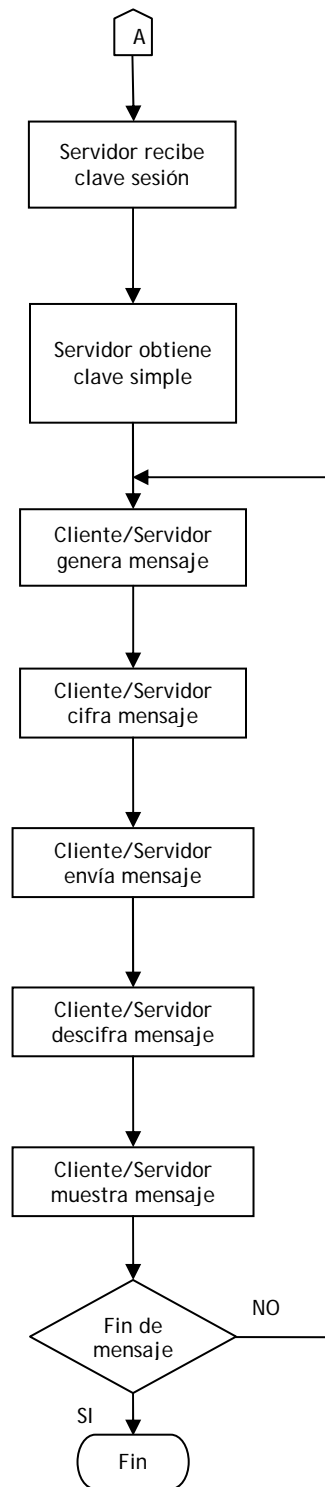 A
Servidor recibe
clave sesión
Servidor obtiene
clave simple
Cliente/Servidor
genera mensaje
Cliente/Servidor
cifra mensaje
Cliente/Servidor
envía mensaje
Cliente/Servidor
descifra mensaje
Cliente/Servidor
muestra mensaje
Fin de
mensaje
NO
SI
Fin